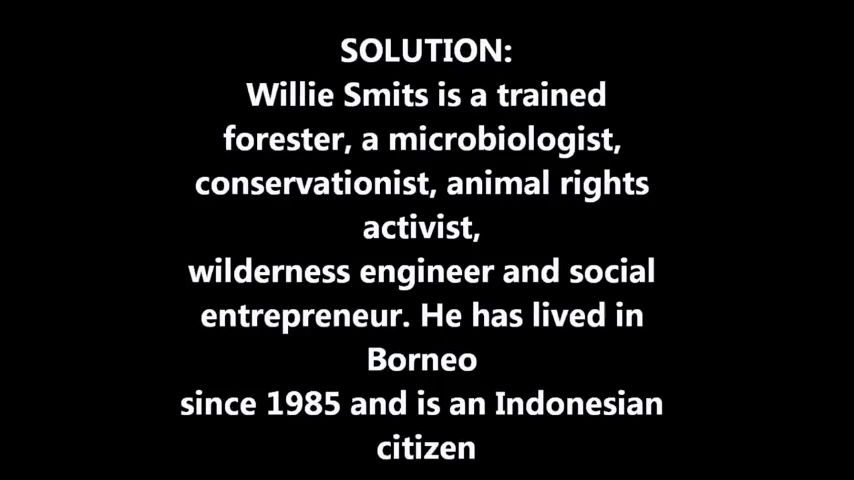 SOLUTION:
Willie Smits is a trained
forester, a microbiologist,
conservationist, animal rights
activist,
wilderness engineer and social
entrepreneur. He has lived in
Borneo
since 1985 and is an Indonesian
citizen